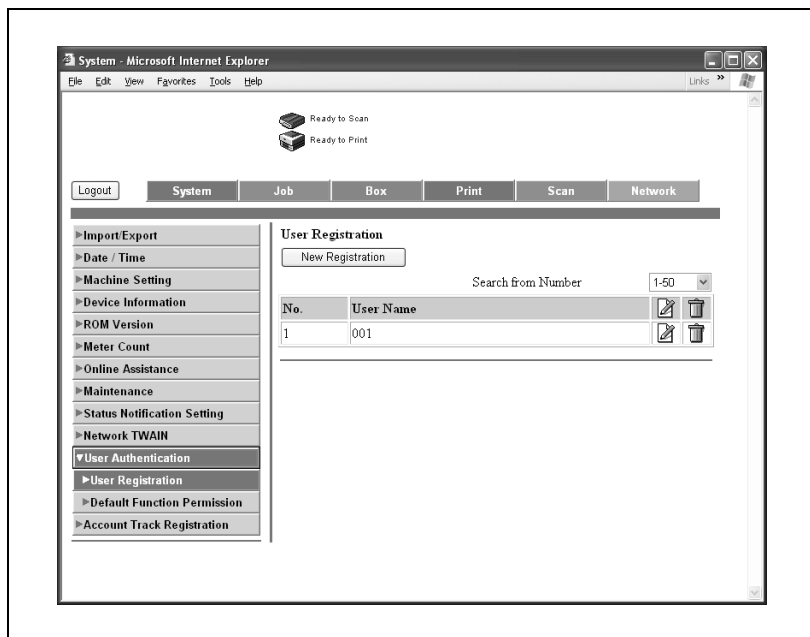 System - Microsoft Internet Explorer
File Edit View Favorites Tools Help
Links »
Ready to Scan
Ready to Print
Logout System Job Box Print Scan Network
Import/Export
Date / Time
Machine Setting
Device Information
ROM Version
Meter Count
Online Assistance
Maintenance
Status Notification Setting
Network TWAIN
User Authentication
User Registration
Default Function Permission
Account Track Registration
User Registration
New Registration
Search from Number 1-50
No. User Name
1 001